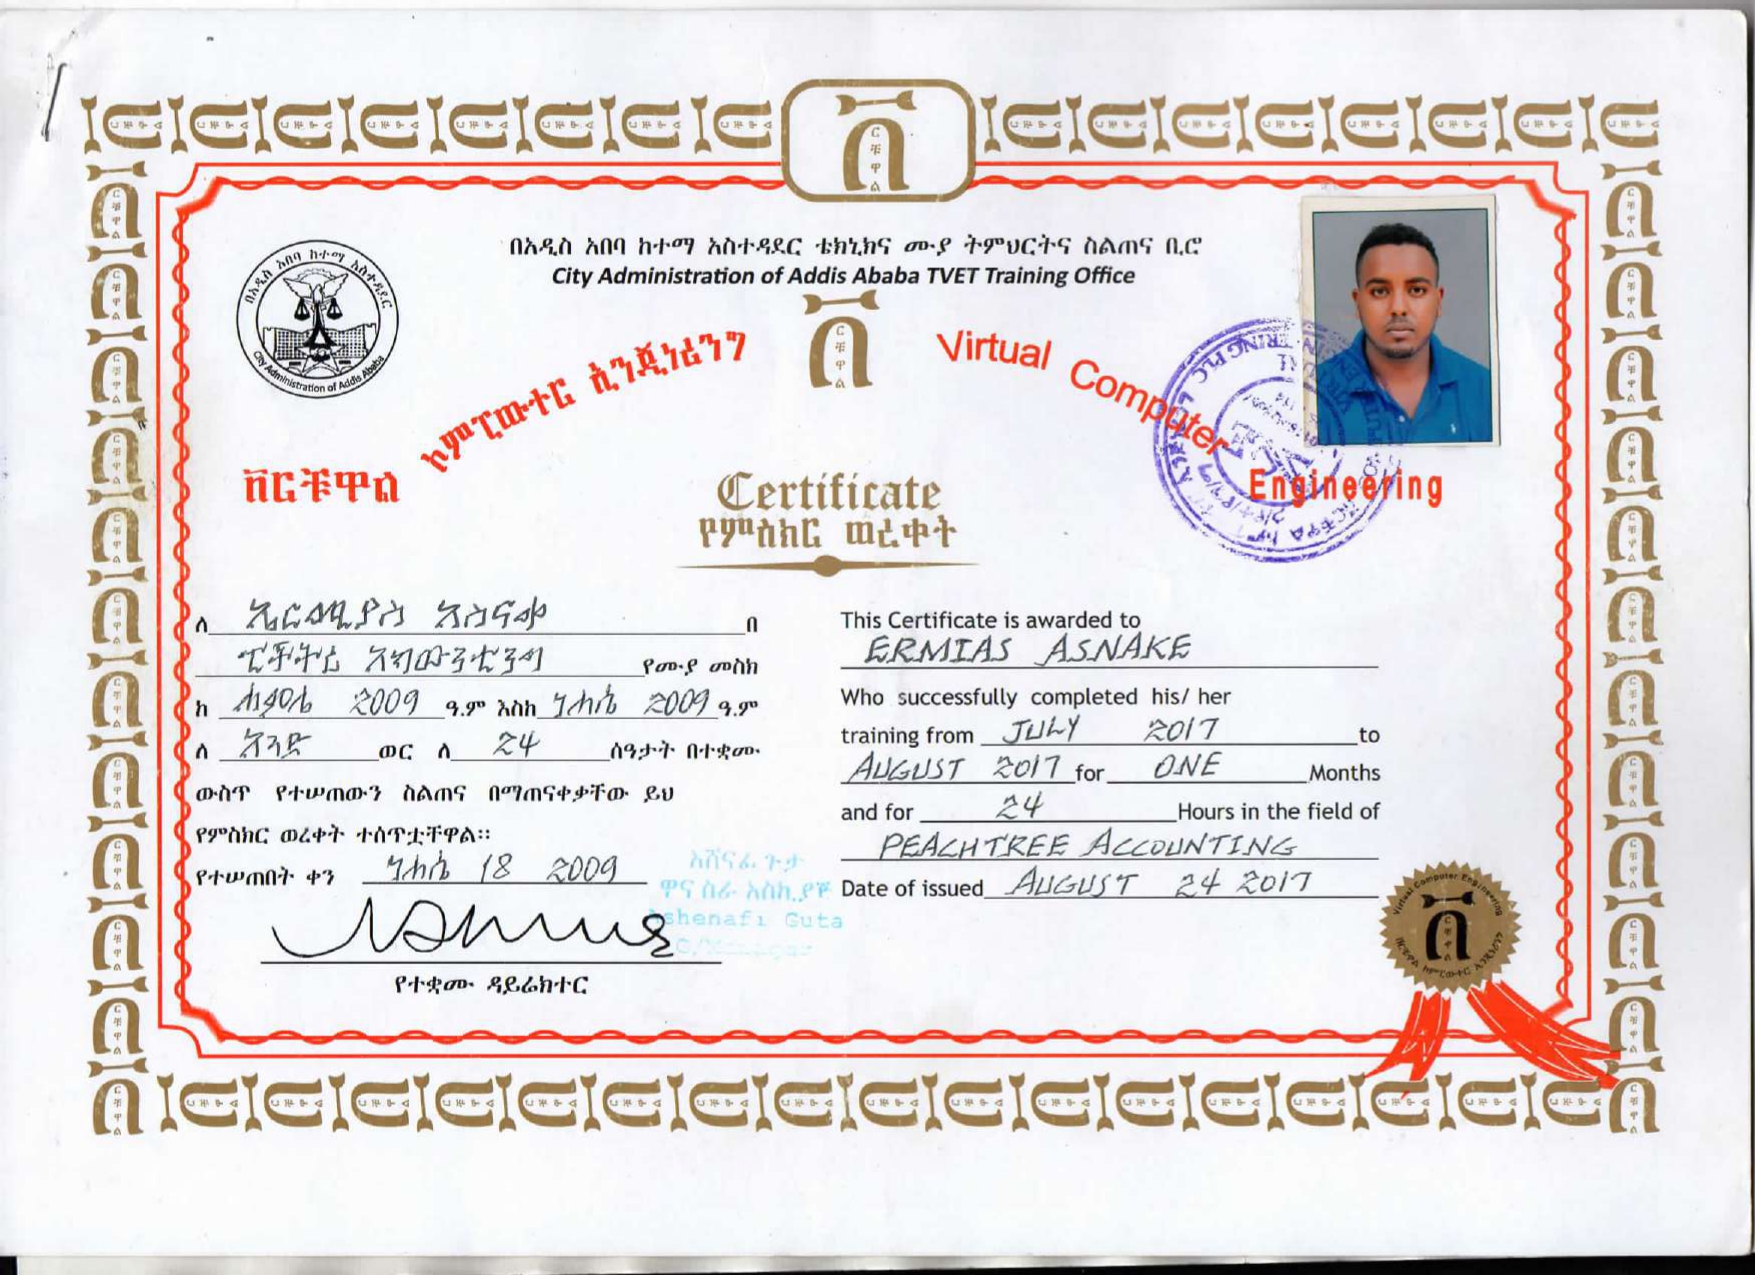 በአዲስ አበባ ከተማ አስተዳደር ቴክኒክና ሙያ ትምህርትና ስልጠና ቢሮ
City Administration of Addis Ababa TVET Training Office
በአዲስ አበባ ከተማ አስተዳደር
City Administration of Addis Ababa
ቨርቹዋል ኮምፒውተር ኢንጂነሪንግ
Virtual Computer Engineering
Certificate
የምስክር ወረቀት
ለ ኤርሚያስ አስናቀ በ
ፒችትሪ አካውንቲንግ የሙያ መስክ
ከ ሐምሌ 2009 ዓ.ም እስከ ነሐሴ 2009 ዓ.ም
ለ አንድ ወር ለ 24 ሰዓታት በተቋሙ
ውስጥ የተሠጠውን ስልጠና በማጠናቀቃቸው ይህ
የምስክር ወረቀት ተሰጥቷቸዋል፡፡
የተሠጠበት ቀን ነሐሴ 18 2009
አሸናፊ ጉታ
ዋና ስራ አስኪያጅ
Ashenafi Guta
የተቋሙ ዳይሬክተር
This Certificate is awarded to
ERMIAS ASNAKE
Who successfully completed his/ her
training from JULY 2017 to
AUGUST 2017 for ONE Months
and for 24 Hours in the field of
PEACHTREE ACCOUNTING
Date of issued AUGUST 24 2017
Virtual Computer Engineering
ቨርቹዋል ኮምፒውተር ኢንጂነሪንግ